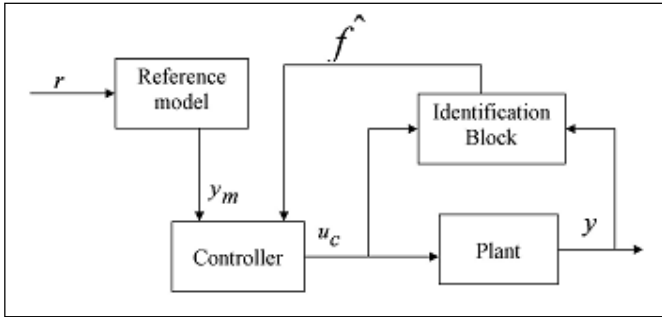 f^
r
Reference
model
Identification
Block
y_m
u_c
y
Controller
Plant